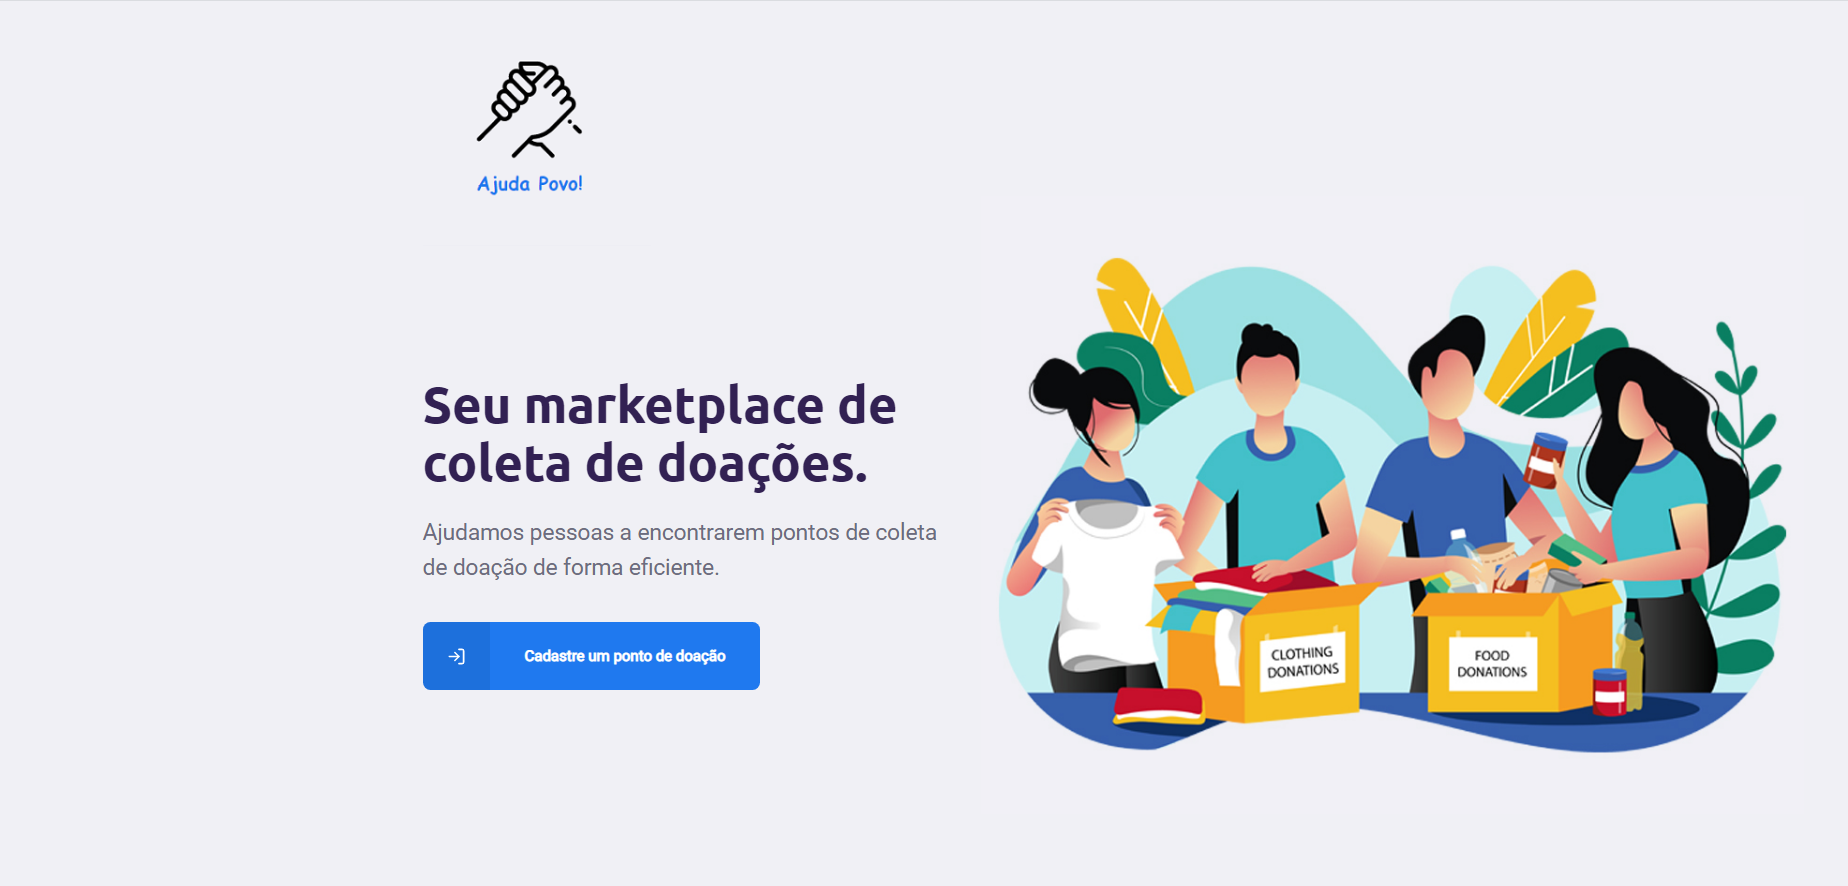 Ajuda Povo!
Seu marketplace de
coleta de doações.
Ajudamos pessoas a encontrarem pontos de coleta
de doação de forma eficiente.
Cadastre um ponto de doação
CLOTHING
DONATIONS
FOOD
DONATIONS